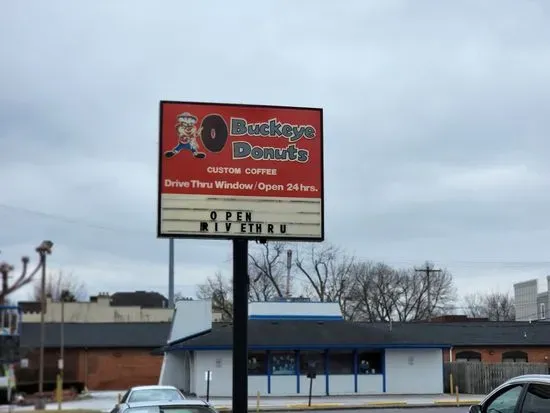 Buckeye
Donuts
CUSTOM COFFEE
Drive Thru Window/Open 24 hrs.
OPEN
RIVETHRU